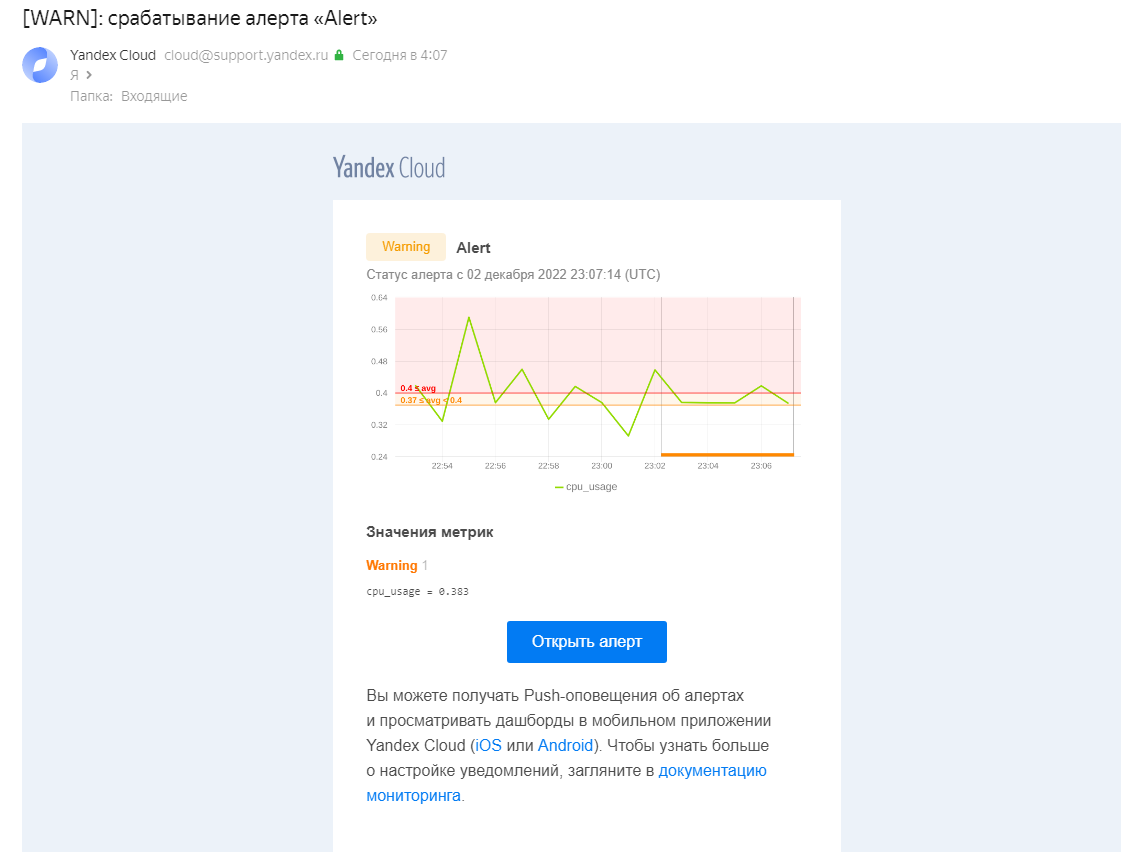 [WARN]: срабатывание алерта «Alert»
Yandex Cloud cloud@support.yandex.ru Сегодня в 4:07
Я >
Папка: Входящие
Yandex Cloud
Warning Alert
Статус алерта с 02 декабря 2022 23:07:14 (UTC)
0.64
0.56
0.48
0.4 ≤ avg
0.4
0.37 ≤ avg < 0.4
0.32
0.24
22:54 22:56 22:58 23:00 23:02 23:04 23:06
cpu_usage
Значения метрик
Warning 1
cpu_usage = 0.383
Открыть алерт
Вы можете получать Push-оповещения об алертах
и просматривать дашборды в мобильном приложении
Yandex Cloud (iOS или Android). Чтобы узнать больше
о настройке уведомлений, загляните в документацию
мониторинга.